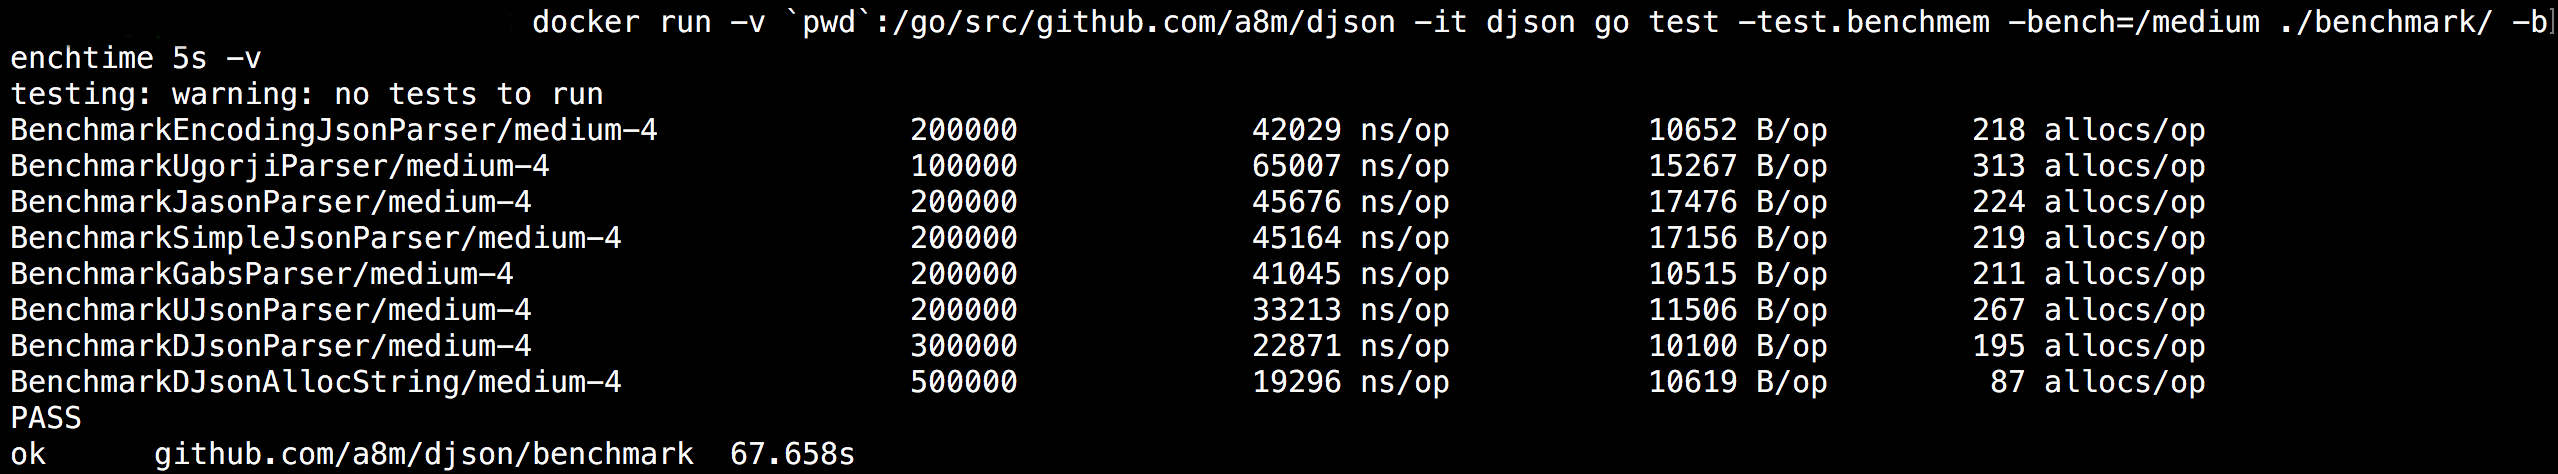 docker run -v `pwd`:/go/src/github.com/a8m/djson -it djson go test -test.benchmem -bench=/medium ./benchmark/ -b
enchtime 5s -v
testing: warning: no tests to run
BenchmarkEncodingJsonParser/medium-4 200000 42029 ns/op 10652 B/op 218 allocs/op
BenchmarkUgorjiParser/medium-4 100000 65007 ns/op 15267 B/op 313 allocs/op
BenchmarkJasonParser/medium-4 200000 45676 ns/op 17476 B/op 224 allocs/op
BenchmarkSimpleJsonParser/medium-4 200000 45164 ns/op 17156 B/op 219 allocs/op
BenchmarkGabsParser/medium-4 200000 41045 ns/op 10515 B/op 211 allocs/op
BenchmarkUJsonParser/medium-4 200000 33213 ns/op 11506 B/op 267 allocs/op
BenchmarkDJsonParser/medium-4 300000 22871 ns/op 10100 B/op 195 allocs/op
BenchmarkDJsonAllocString/medium-4 500000 19296 ns/op 10619 B/op 87 allocs/op
PASS
ok github.com/a8m/djson/benchmark 67.658s